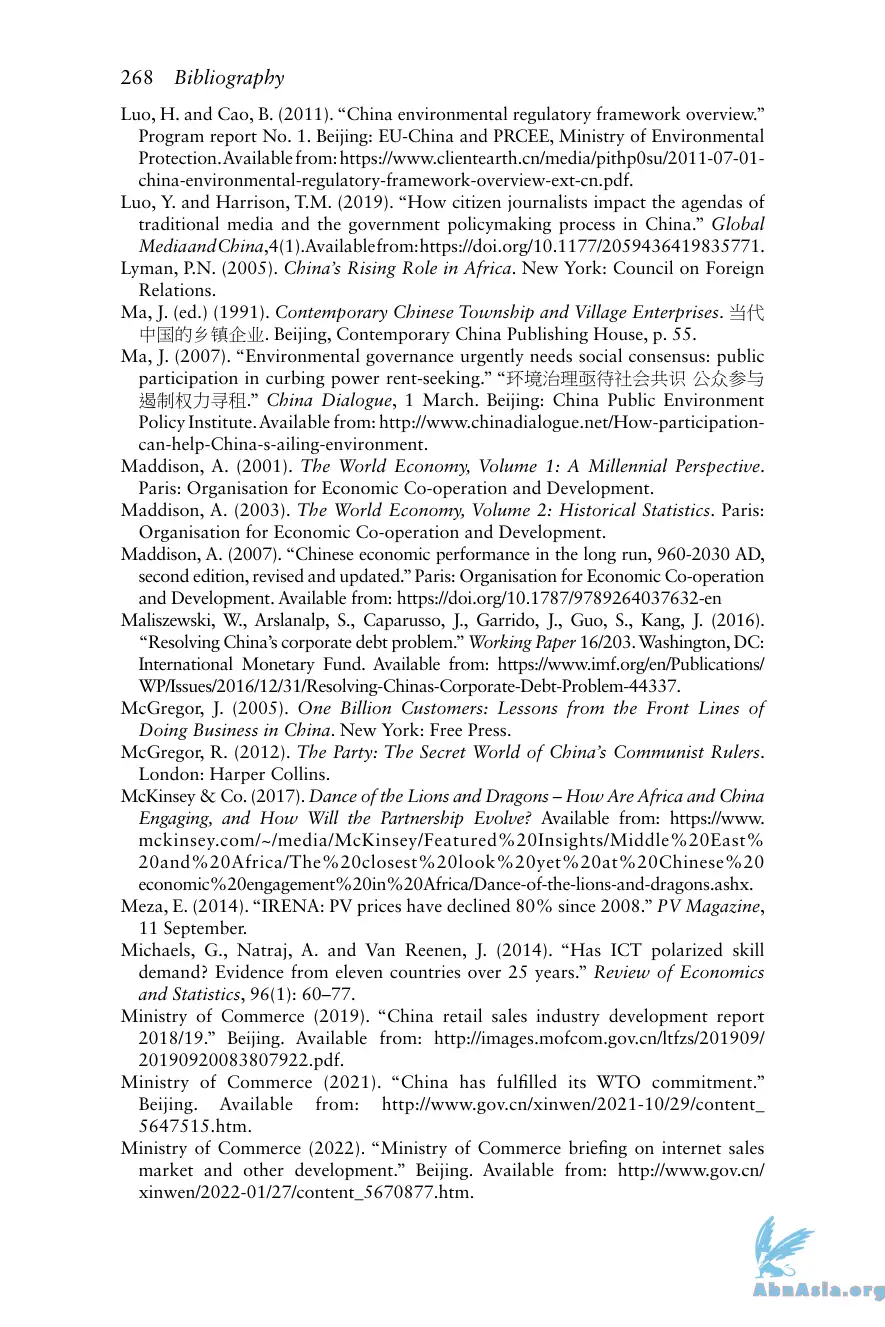 268 Bibliography
Luo, H. and Cao, B. (2011). “China environmental regulatory framework overview.”
Program report No. 1. Beijing: EU-China and PRCEE, Ministry of Environmental
Protection. Available from: https://www.clientearth.cn/media/pithp0su/2011-07-01-
china-environmental-regulatory-framework-overview-ext-cn.pdf.
Luo, Y. and Harrison, T.M. (2019). “How citizen journalists impact the agendas of
traditional media and the government policymaking process in China.” Global
Media and China, 4(1). Available from: https://doi.org/10.1177/2059436419835771.
Lyman, P.N. (2005). China’s Rising Role in Africa. New York: Council on Foreign
Relations.
Ma, J. (ed.) (1991). Contemporary Chinese Township and Village Enterprises. 当代
中国的乡镇企业. Beijing, Contemporary China Publishing House, p. 55.
Ma, J. (2007). “Environmental governance urgently needs social consensus: public
participation in curbing power rent-seeking.” “环境治理亟待社会共识 公众参与
遏制权力寻租.” China Dialogue, 1 March. Beijing: China Public Environment
Policy Institute. Available from: http://www.chinadialogue.net/How-participation-
can-help-China-s-ailing-environment.
Maddison, A. (2001). The World Economy, Volume 1: A Millennial Perspective.
Paris: Organisation for Economic Co-operation and Development.
Maddison, A. (2003). The World Economy, Volume 2: Historical Statistics. Paris:
Organisation for Economic Co-operation and Development.
Maddison, A. (2007). “Chinese economic performance in the long run, 960-2030 AD,
second edition, revised and updated.” Paris: Organisation for Economic Co-operation
and Development. Available from: https://doi.org/10.1787/9789264037632-en
Maliszewski, W., Arslanalp, S., Caparusso, J., Garrido, J., Guo, S., Kang, J. (2016).
“Resolving China’s corporate debt problem.” Working Paper 16/203. Washington, DC:
International Monetary Fund. Available from: https://www.imf.org/en/Publications/
WP/Issues/2016/12/31/Resolving-Chinas-Corporate-Debt-Problem-44337.
McGregor, J. (2005). One Billion Customers: Lessons from the Front Lines of
Doing Business in China. New York: Free Press.
McGregor, R. (2012). The Party: The Secret World of China’s Communist Rulers.
London: Harper Collins.
McKinsey & Co. (2017). Dance of the Lions and Dragons – How Are Africa and China
Engaging, and How Will the Partnership Evolve? Available from: https://www.
mckinsey.com/~/media/McKinsey/Featured%20Insights/Middle%20East%
20and%20Africa/The%20closest%20look%20yet%20at%20Chinese%20
economic%20engagement%20in%20Africa/Dance-of-the-lions-and-dragons.ashx.
Meza, E. (2014). “IRENA: PV prices have declined 80% since 2008.” PV Magazine,
11 September.
Michaels, G., Natraj, A. and Van Reenen, J. (2014). “Has ICT polarized skill
demand? Evidence from eleven countries over 25 years.” Review of Economics
and Statistics, 96(1): 60–77.
Ministry of Commerce (2019). “China retail sales industry development report
2018/19.” Beijing. Available from: http://images.mofcom.gov.cn/ltfzs/201909/
20190920083807922.pdf.
Ministry of Commerce (2021). “China has fulfilled its WTO commitment.”
Beijing. Available from: http://www.gov.cn/xinwen/2021-10/29/content_
5647515.htm.
Ministry of Commerce (2022). “Ministry of Commerce briefing on internet sales
market and other development.” Beijing. Available from: http://www.gov.cn/
xinwen/2022-01/27/content_5670877.htm.
AbnAsia.org